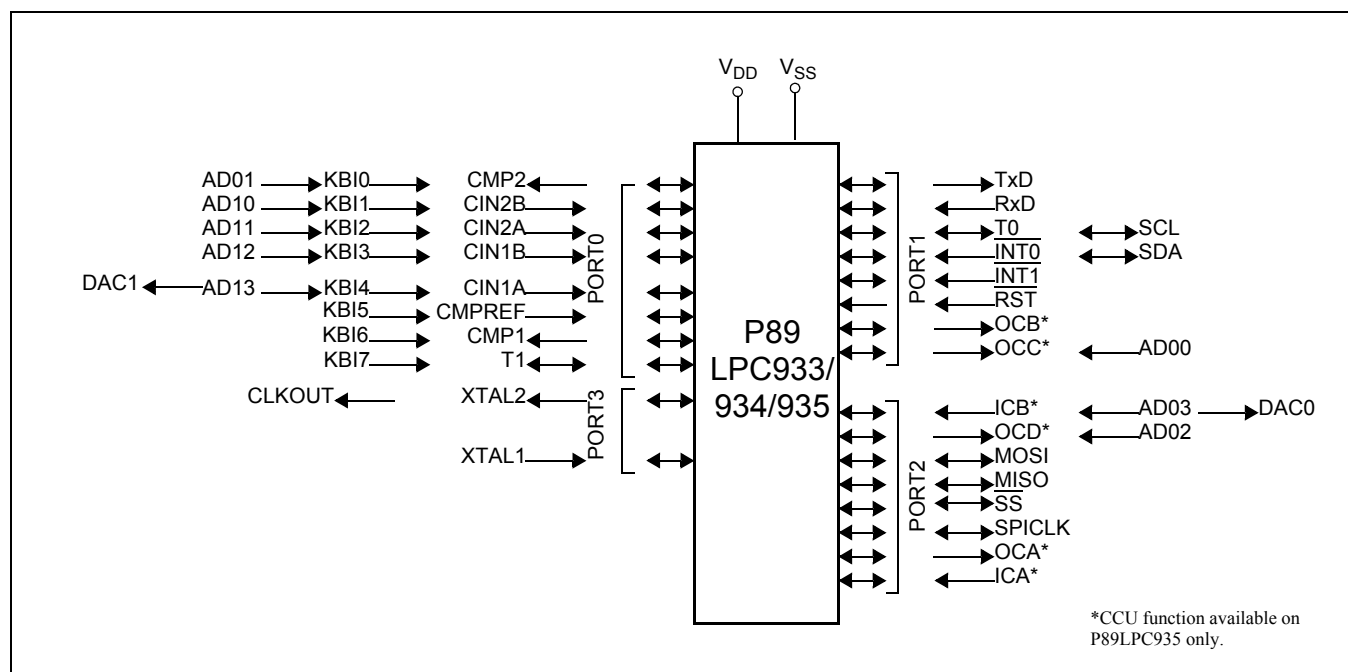 VDD VSS
AD01 KBI0 CMP2 TxD
AD10 KBI1 CIN2B RxD
AD11 KBI2 CIN2A T0 SCL
AD12 KBI3 CIN1B INT0 SDA
INT1
DAC1 AD13 KBI4 CIN1A
RST
KBI5 CMPREF
KBI6 CMP1 OCB*
KBI7 T1 OCC* AD00
PORT0
PORT1
P89
LPC933/
934/935
CLKOUT XTAL2
XTAL1
PORT3
ICB* AD03 DAC0
OCD* AD02
MOSI
MISO
SS
SPICLK
OCA*
ICA*
PORT2
*CCU function available on
P89LPC935 only.